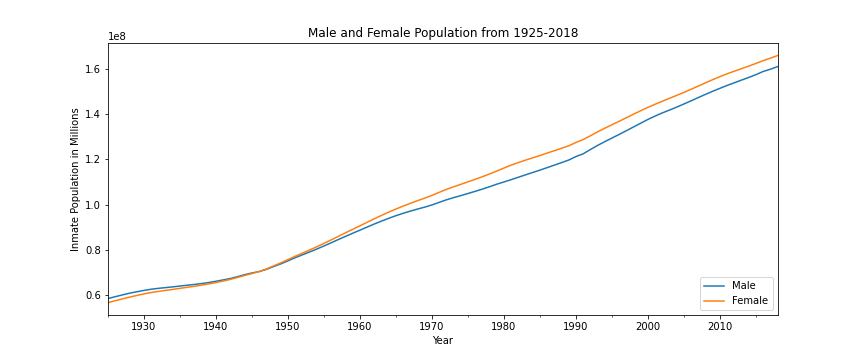 Male and Female Population from 1925-2018
1e8
Inmate Population in Millions
1.6
1.4
1.2
1.0
0.8
0.6
1930 1940 1950 1960 1970 1980 1990 2000 2010
Year
Male
Female